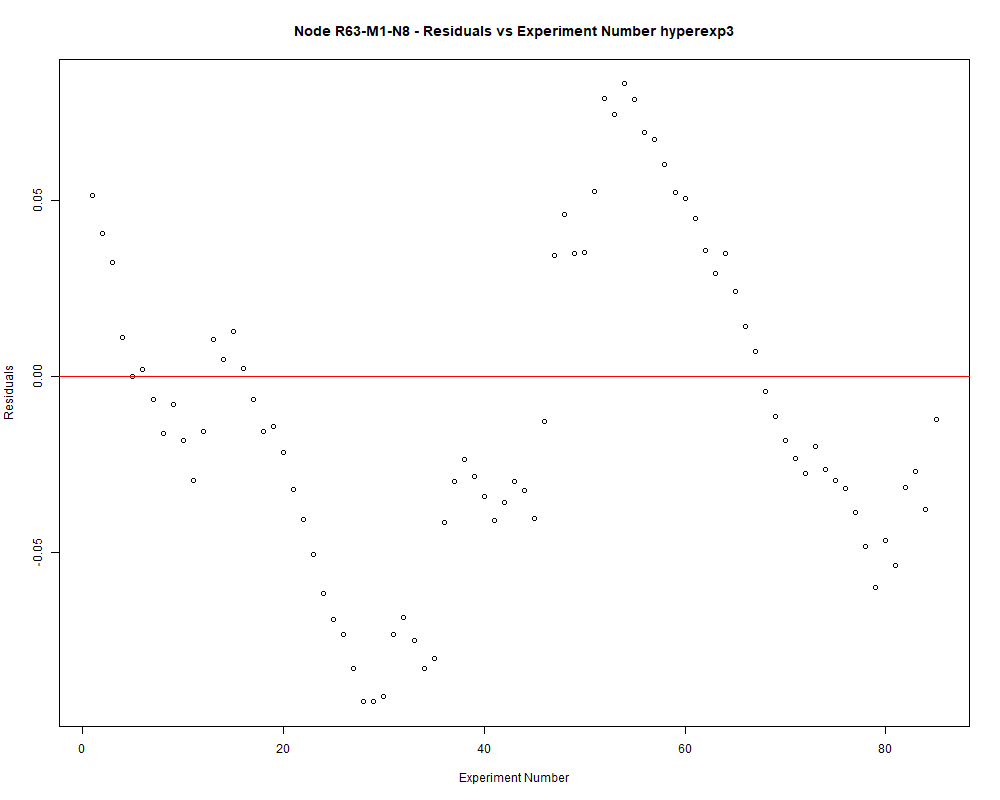 Node R63-M1-N8 - Residuals vs Experiment Number hyperexp3
Residuals
0.05
0.00
-0.05
0 20 40 60 80
Experiment Number